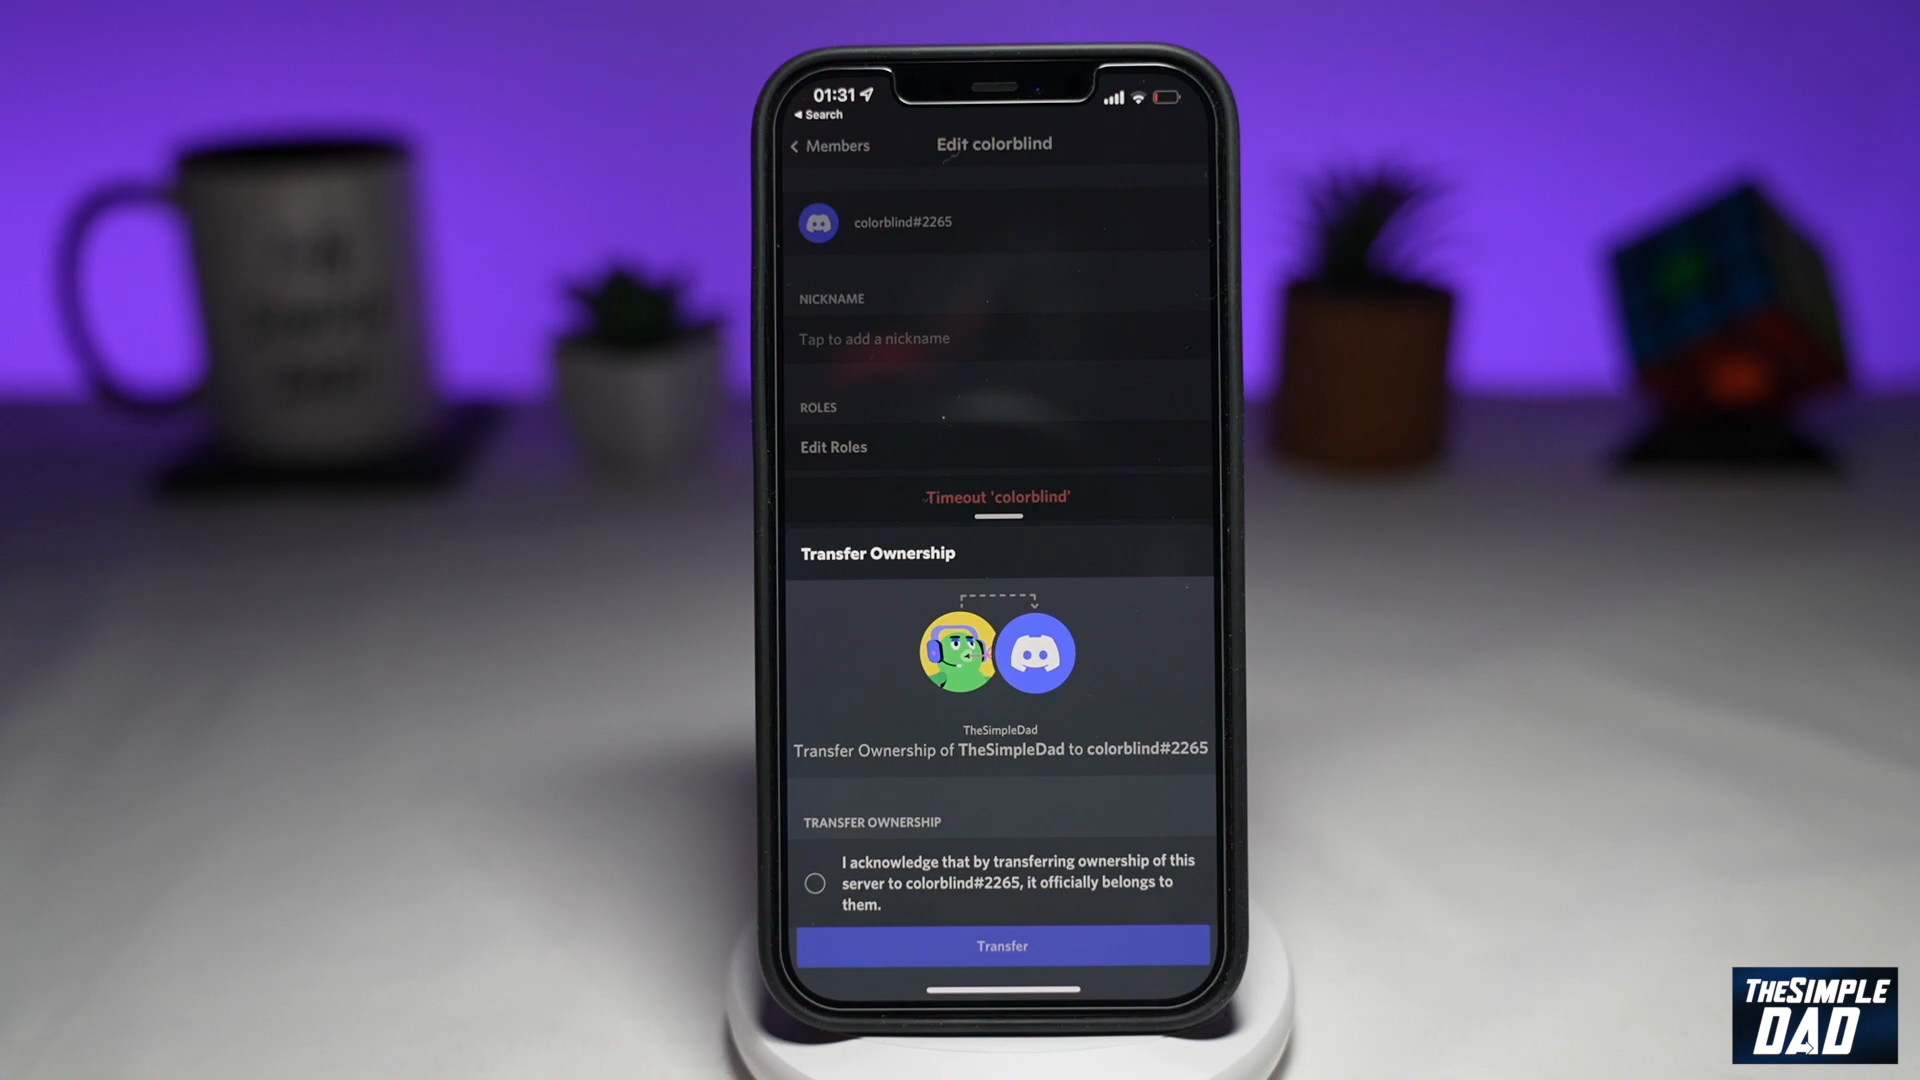 01:31
Search
Members
Edit colorblind
colorblind#2265
NICKNAME
Tap to add a nickname
ROLES
Edit Roles
Timeout 'colorblind'
Transfer Ownership
TheSimpleDad
Transfer Ownership of TheSimpleDad to colorblind#2265
TRANSFER OWNERSHIP
I acknowledge that by transferring ownership of this
server to colorblind#2265, it officially belongs to
them.
Transfer
THESIMPLE
DAD